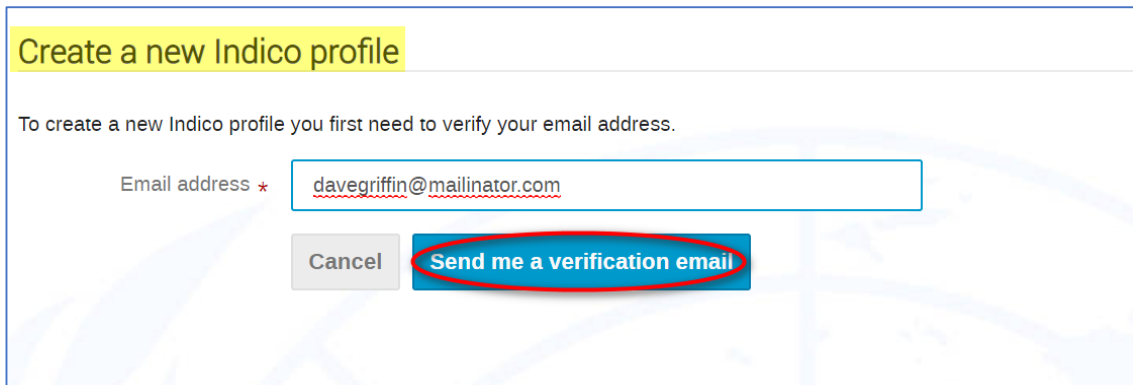 Create a new Indico profile
To create a new Indico profile you first need to verify your email address.
Email address *
davegriffin@mailinator.com
Cancel
Send me a verification email